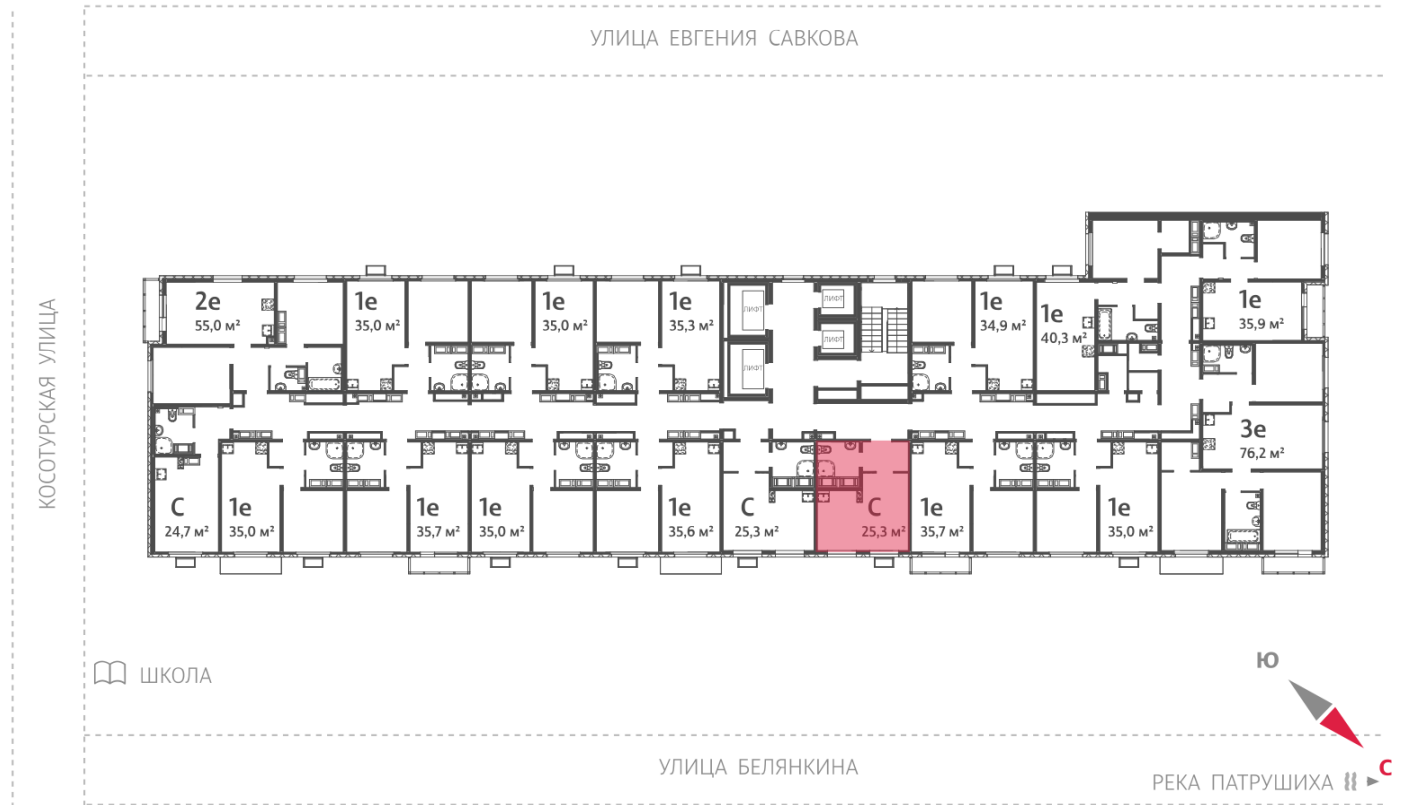 УЛИЦА ЕВГЕНИЯ САВКОВА
КОСОТУРСКАЯ УЛИЦА
2е
55,0 м²
1е
35,0 м²
1е
35,0 м²
1е
35,3 м²
ЛИФТ
ЛИФТ
ЛИФТ
ЛИФТ
1е
34,9 м²
1е
40,3 м²
1е
35,9 м²
3е
76,2 м²
С
24,7 м²
1е
35,0 м²
1е
35,7 м²
1е
35,0 м²
1е
35,6 м²
С
25,3 м²
С
25,3 м²
1е
35,7 м²
1е
35,0 м²
ШКОЛА
Ю
С
УЛИЦА БЕЛЯНКИНА
РЕКА ПАТРУШИХА